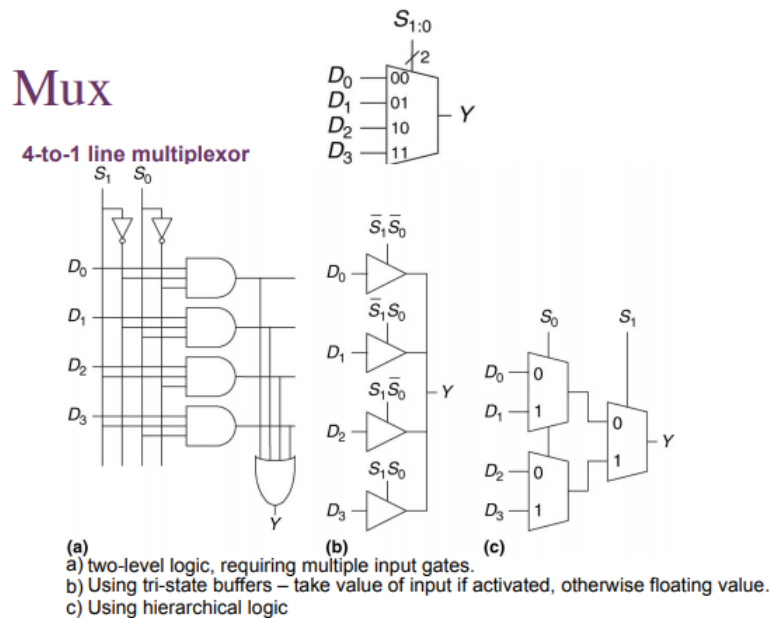 Mux
4-to-1 line multiplexor
S1:0
2
D0 00
D1 01
D2 10
D3 11
Y
S1 S0
D0
D1
D2
D3
Y
(a)
S̅1S̅0
D0
S̅1S0
D1
S1S̅0
D2
S1S0
D3
Y
(b)
S0 S1
D0 0
D1 1
D2 0
D3 1
0
1
Y
(c)
a) two-level logic, requiring multiple input gates.
b) Using tri-state buffers – take value of input if activated, otherwise floating value.
c) Using hierarchical logic